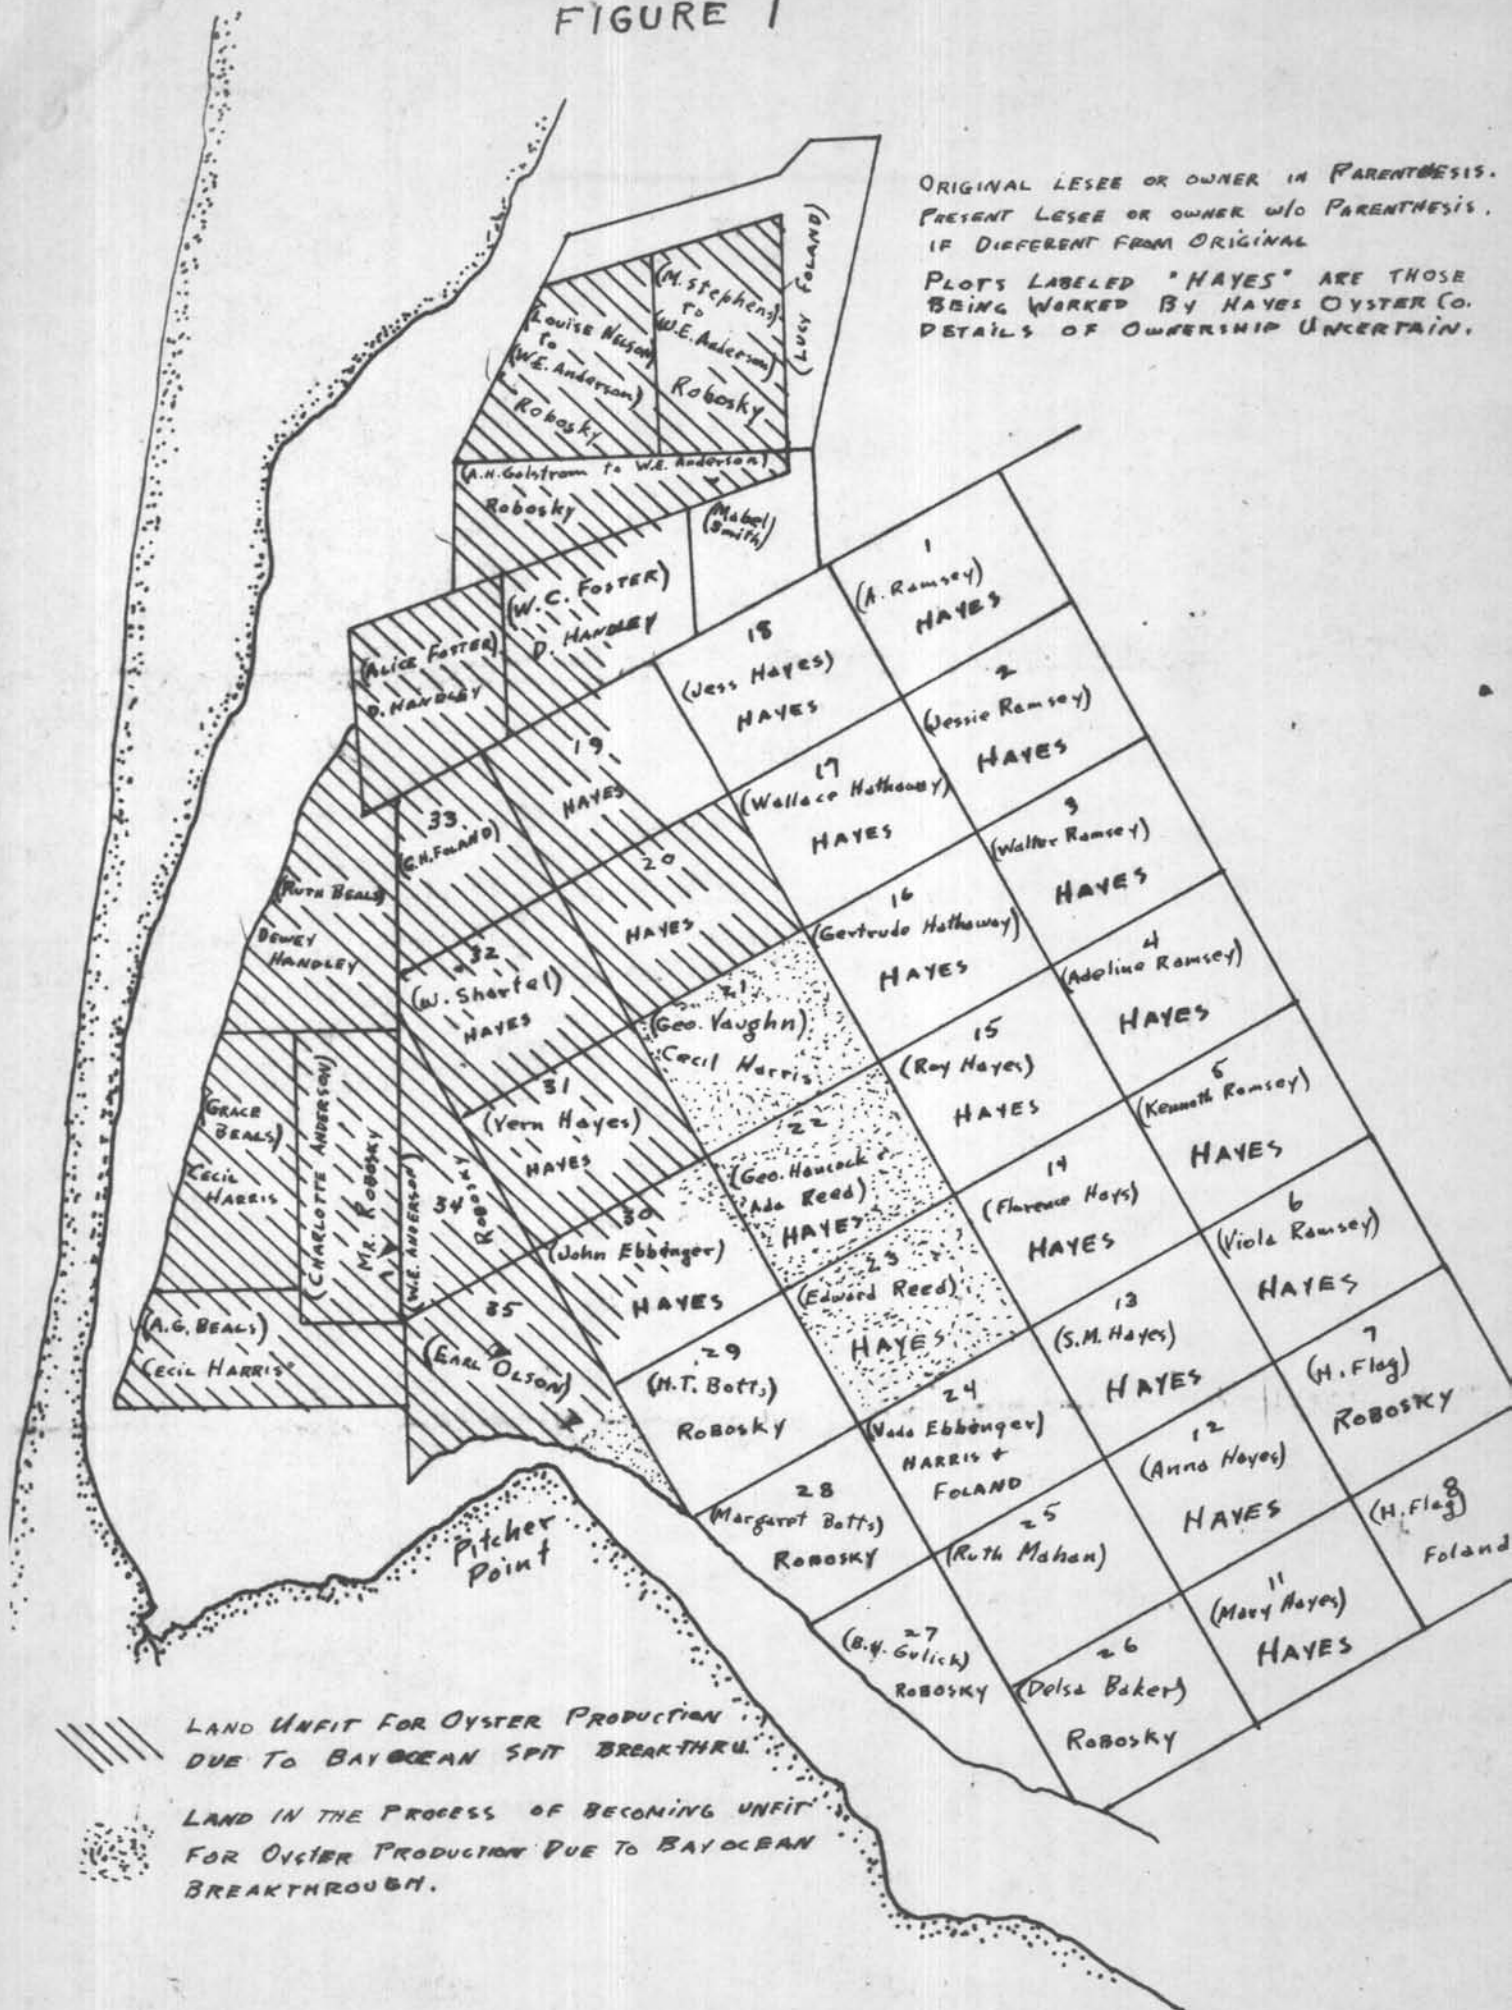 FIGURE 1
ORIGINAL LESEE OR OWNER IN PARENTHESIS.
PRESENT LESEE OR OWNER W/O PARENTHESIS.
IF DIFFERENT FROM ORIGINAL
PLOTS LABELED "HAYES" ARE THOSE
BEING WORKED BY HAYES OYSTER CO.
DETAILS OF OWNERSHIP UNCERTAIN.
(LUCY FOLAND)
(M. Stephens)
TO
(W.E. Anderson)
Robosky
(Louise Nelson)
to
(W.E. Anderson)
Robosky
(A.H. Golstrom to W.E. Anderson)
Robosky
(Mabel
Smith)
(W.C. FOSTER)
D. HANDLEY
(ALICE FOSTER)
D. HANDLEY
1
(A. Ramsey)
HAYES
18
(Jess Hayes)
HAYES
2
(Jessie Ramsey)
HAYES
19
HAYES
17
(Wallace Hathaway)
HAYES
3
(Walter Ramsey)
HAYES
33
(C.H. FOLAND)
20
HAYES
16
(Gertrude Hathaway)
HAYES
4
(Adeline Ramsey)
HAYES
(RUTH BEALS)
DEWEY
HANDLEY
32
(W. Shortel)
HAYES
21
(Geo. Vaughn)
Cecil Harris
15
(Roy Hayes)
HAYES
5
(Kenneth Ramsey)
HAYES
31
(Vern Hayes)
HAYES
22
(Geo. Hancock &
Ada Reed)
HAYES
14
(Florence Hays)
HAYES
6
(Viola Ramsey)
HAYES
(GRACE
BEALS)
CECIL
HARRIS
(CHARLOTTE ANDERSON)
MR. ROBOSKY
(W.E. ANDERSON)
34
ROBOSKY
30
(John Ebbinger)
HAYES
23
(Edward Reed)
HAYES
13
(S.M. Hayes)
HAYES
7
(H. Flag)
ROBOSKY
(A.G. BEALS)
CECIL HARRIS
35
(EARL OLSON)
29
(H.T. Botts)
ROBOSKY
24
(Vada Ebbinger)
HARRIS +
FOLAND
12
(Anna Hayes)
HAYES
8
(H. Flag)
Foland
28
(Margaret Botts)
ROBOSKY
25
(Ruth Mahan)
11
(Mary Hayes)
HAYES
27
(B.Y. Gulick)
ROBOSKY
26
(Delsa Baker)
ROBOSKY
Pitcher
Point
LAND UNFIT FOR OYSTER PRODUCTION
DUE TO BAYOCEAN SPIT BREAKTHRU.
LAND IN THE PROCESS OF BECOMING UNFIT
FOR OYSTER PRODUCTION DUE TO BAYOCEAN
BREAKTHROUGH.